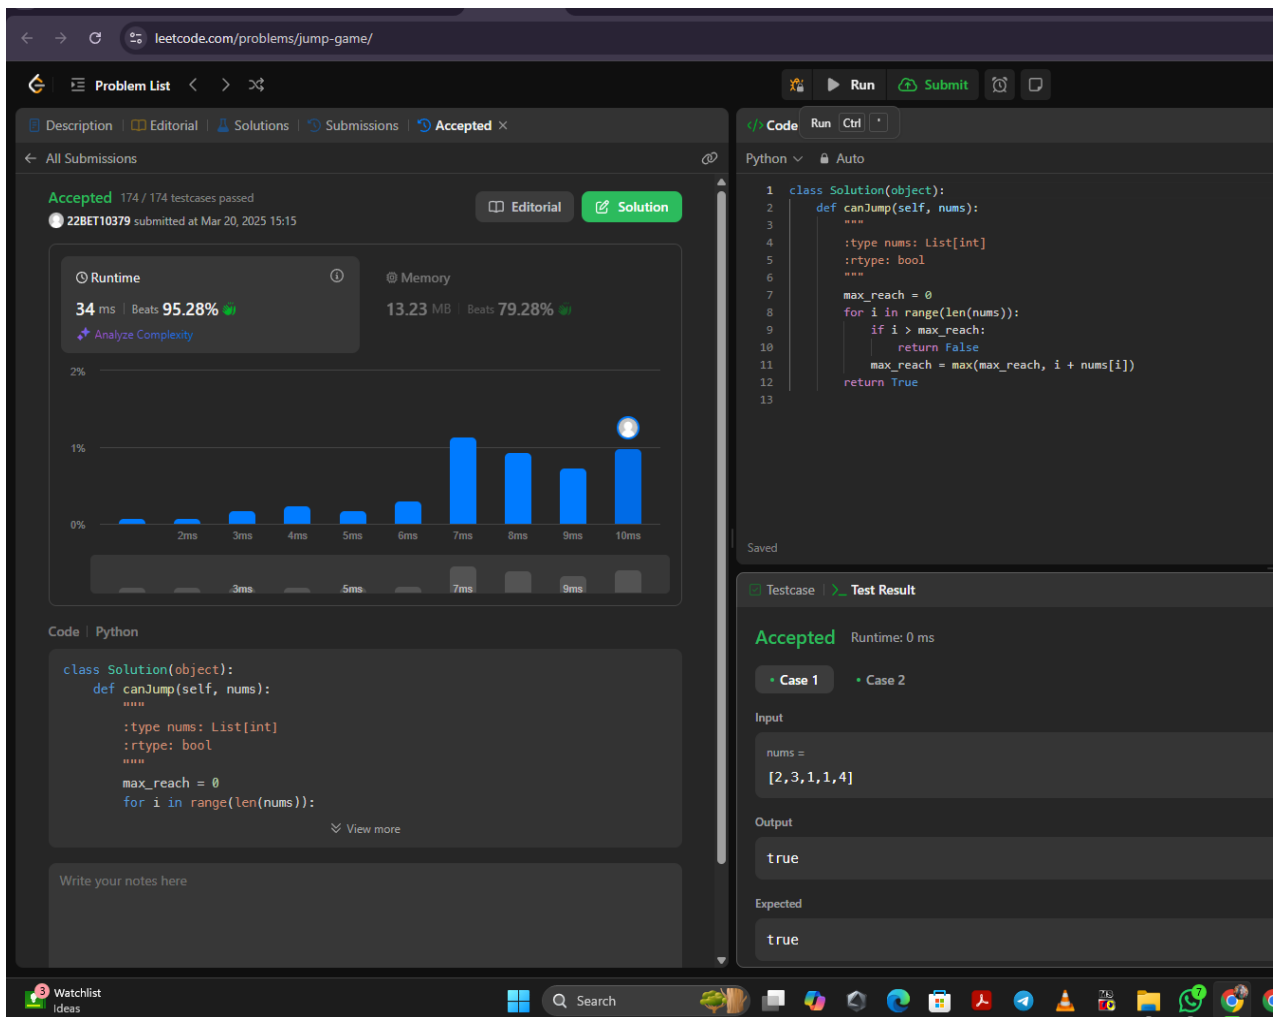 leetcode.com/problems/jump-game/
Problem List
Run
Submit
Description
Editorial
Solutions
Submissions
Accepted
All Submissions
Accepted 174 / 174 testcases passed
22BET10379 submitted at Mar 20, 2025 15:15
Editorial
Solution
Runtime
34 ms | Beats 95.28%
Analyze Complexity
Memory
13.23 MB | Beats 79.28%
2%
1%
0%
2ms 3ms 4ms 5ms 6ms 7ms 8ms 9ms 10ms
3ms 5ms 7ms 9ms
Code | Python
class Solution(object):
def canJump(self, nums):
"""
:type nums: List[int]
:rtype: bool
"""
max_reach = 0
for i in range(len(nums)):
View more
Write your notes here
</> Code
Run Ctrl '
Python
Auto
1 class Solution(object):
2 def canJump(self, nums):
3 """
4 :type nums: List[int]
5 :rtype: bool
6 """
7 max_reach = 0
8 for i in range(len(nums)):
9 if i > max_reach:
10 return False
11 max_reach = max(max_reach, i + nums[i])
12 return True
13
Saved
Testcase
>_ Test Result
Accepted Runtime: 0 ms
Case 1
Case 2
Input
nums =
[2,3,1,1,4]
Output
true
Expected
true
3
Watchlist
Ideas
Search
7